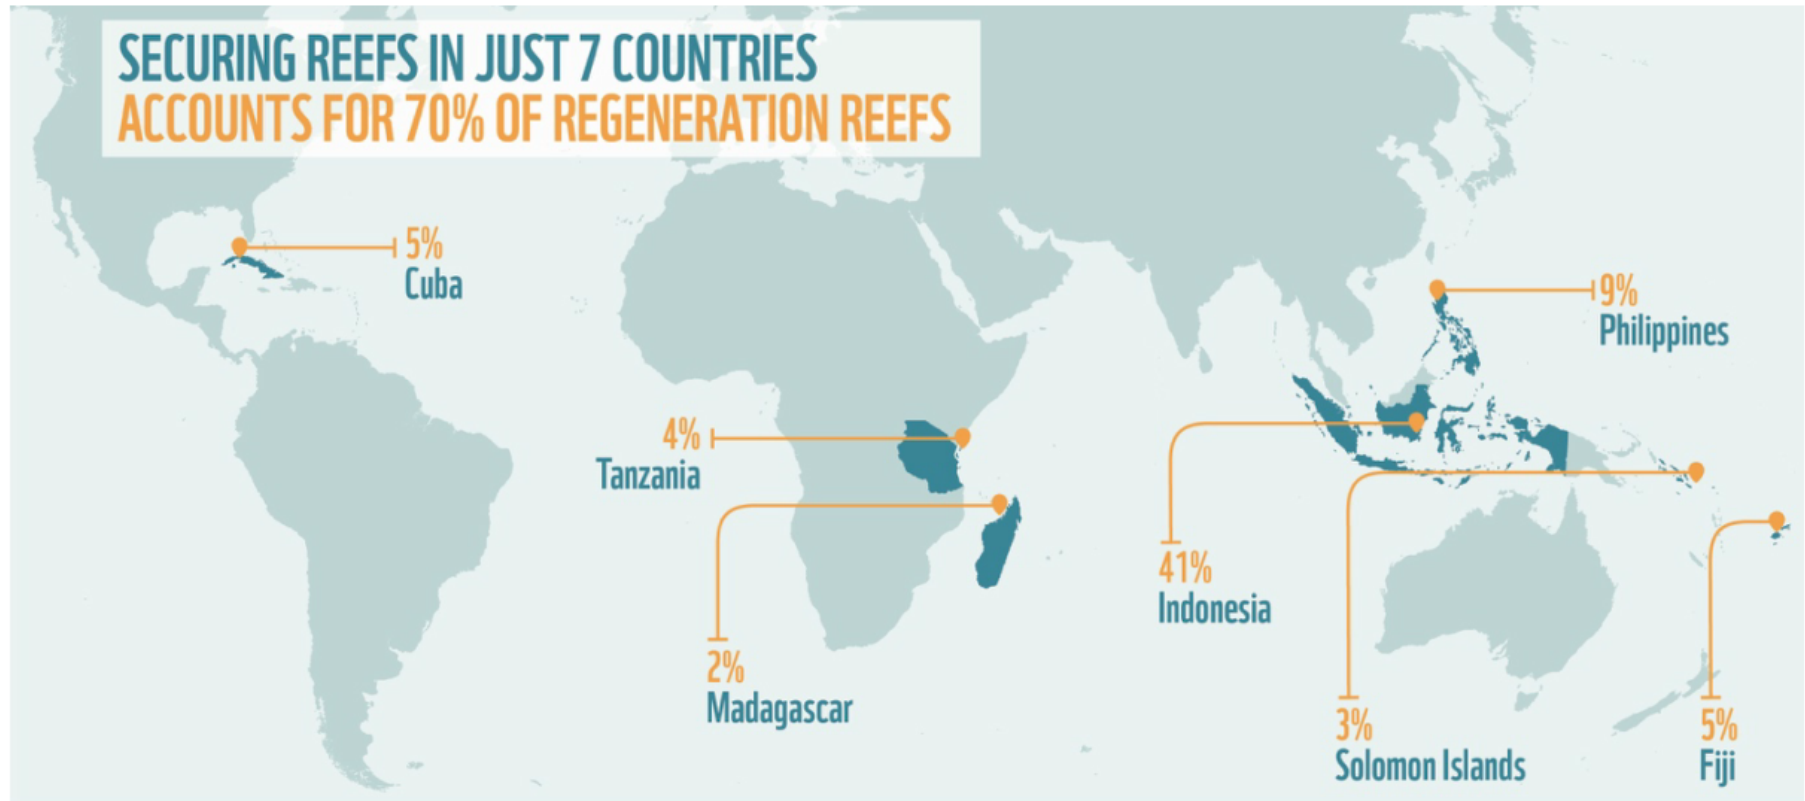 SECURING REEFS IN JUST 7 COUNTRIES
ACCOUNTS FOR 70% OF REGENERATION REEFS
5%
Cuba
9%
Philippines
4%
Tanzania
41%
Indonesia
2%
Madagascar
3%
Solomon Islands
5%
Fiji